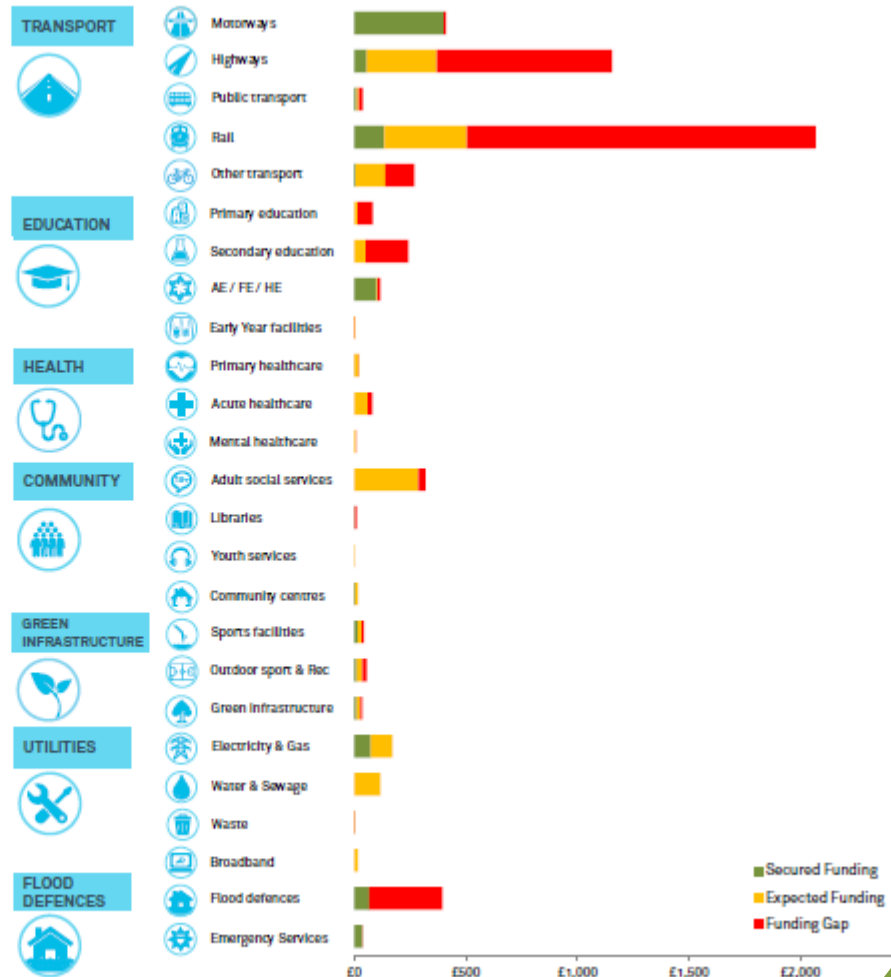 TRANSPORT
Motorways
Highways
Public transport
Rail
Other transport
EDUCATION
Primary education
Secondary education
AE / FE / HE
Early Year facilities
HEALTH
Primary healthcare
Acute healthcare
Mental healthcare
COMMUNITY
Adult social services
Libraries
Youth services
Community centres
GREEN
INFRASTRUCTURE
Sports facilities
Outdoor sport & Rec
Green Infrastructure
UTILITIES
Electricity & Gas
Water & Sewage
Waste
Broadband
FLOOD
DEFENCES
Flood defences
Emergency Services
Secured Funding
Expected Funding
Funding Gap
£0 £500 £1,000 £1,500 £2,000